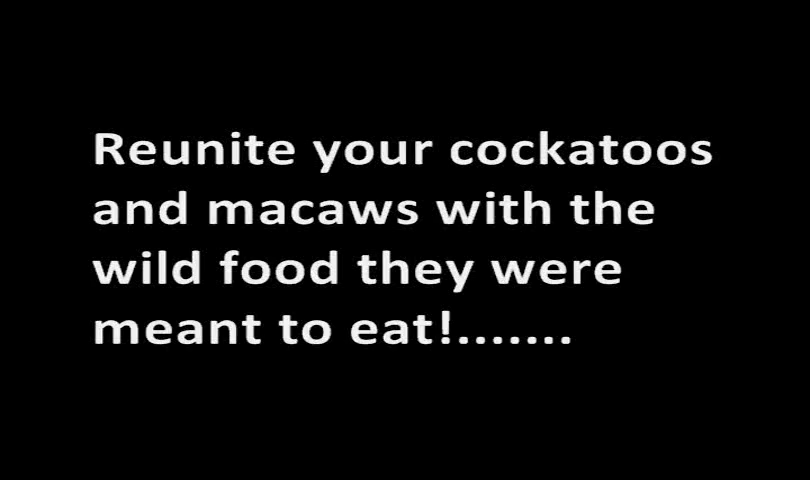 Reunite your cockatoos
and macaws with the
wild food they were
meant to eat!.......